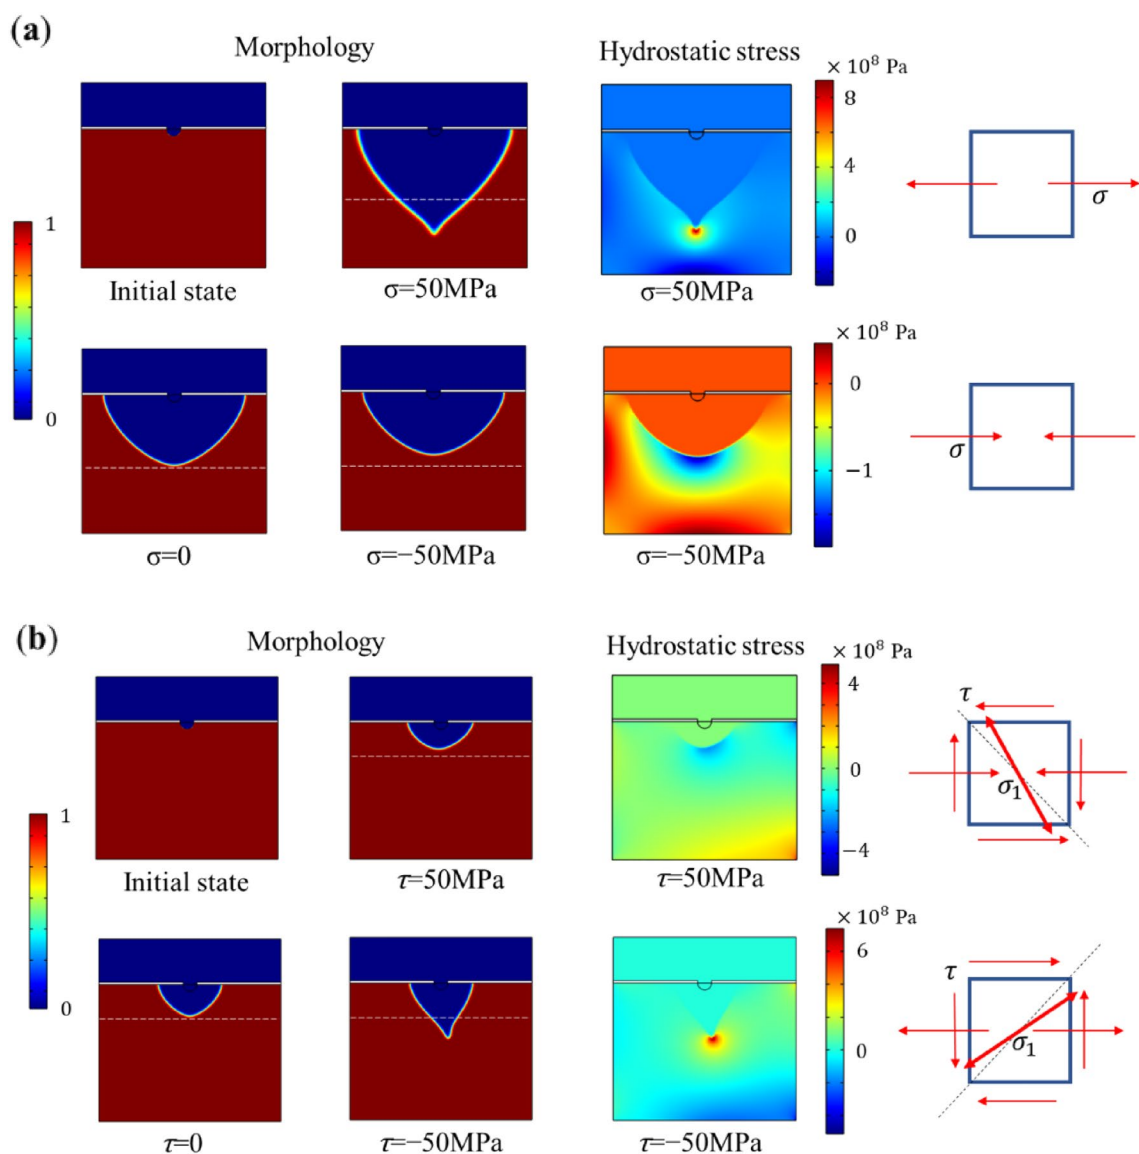 (a)
Morphology
Hydrostatic stress
× 10⁸ Pa
8
4
0
σ
1
0
Initial state
σ=50MPa
σ=50MPa
× 10⁸ Pa
0
−1
σ
σ=0
σ=−50MPa
σ=−50MPa
(b)
Morphology
Hydrostatic stress
× 10⁸ Pa
4
0
−4
τ
σ₁
1
0
Initial state
τ=50MPa
τ=50MPa
× 10⁸ Pa
6
0
τ
σ₁
τ=0
τ=−50MPa
τ=−50MPa